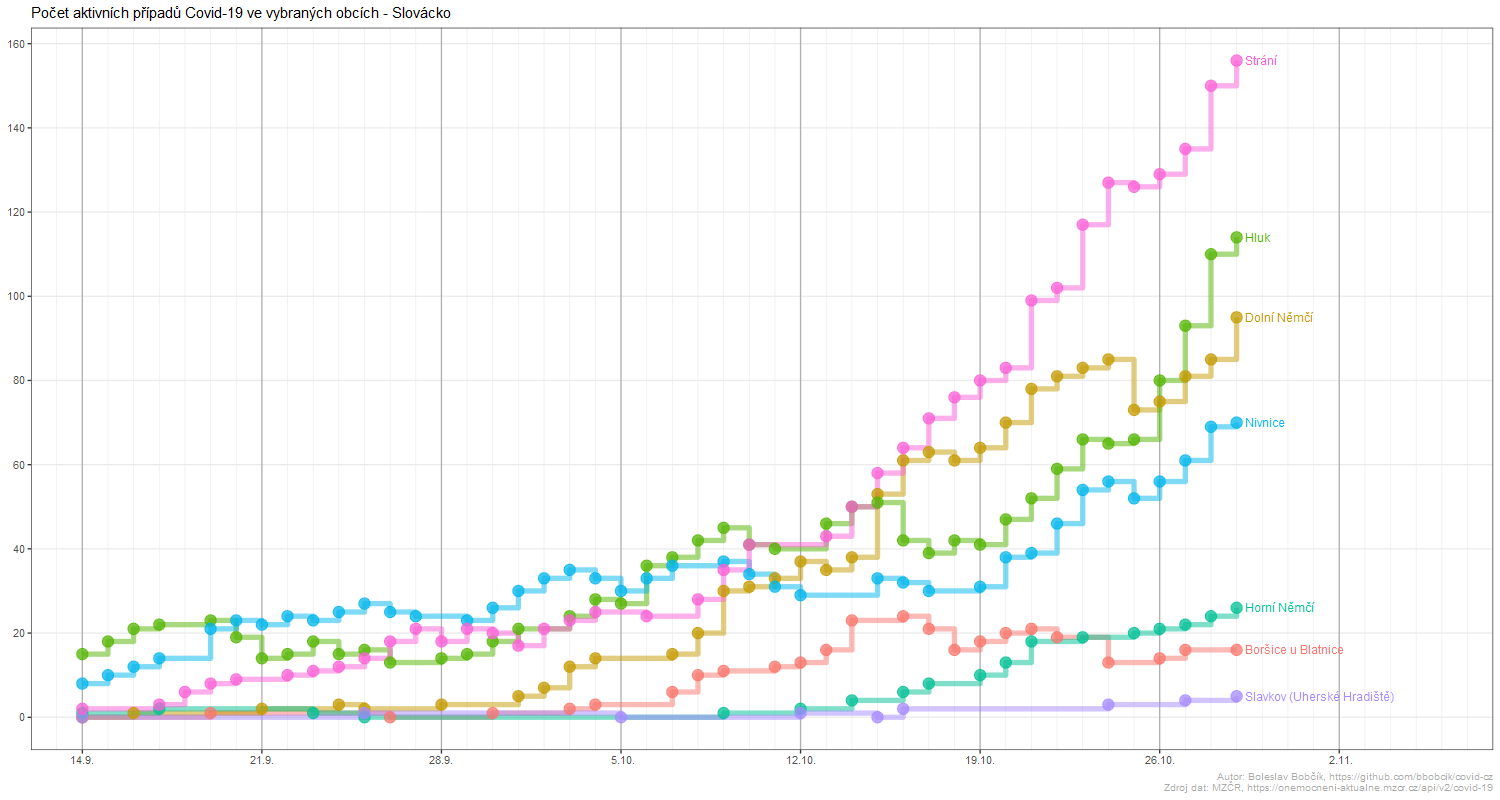 Počet aktivních případů Covid-19 ve vybraných obcích - Slovácko
160
Strání
140
120
Hluk
100
Dolní Němčí
80
Nivnice
60
40
Horní Němčí
20
Boršice u Blatnice
Slavkov (Uherské Hradiště)
0
14.9. 21.9. 28.9. 5.10. 12.10. 19.10. 26.10. 2.11.
Autor: Boleslav Bobčík, https://github.com/bbobcik/covid-cz
Zdroj dat: MZČR, https://onemocneni-aktualne.mzcr.cz/api/v2/covid-19